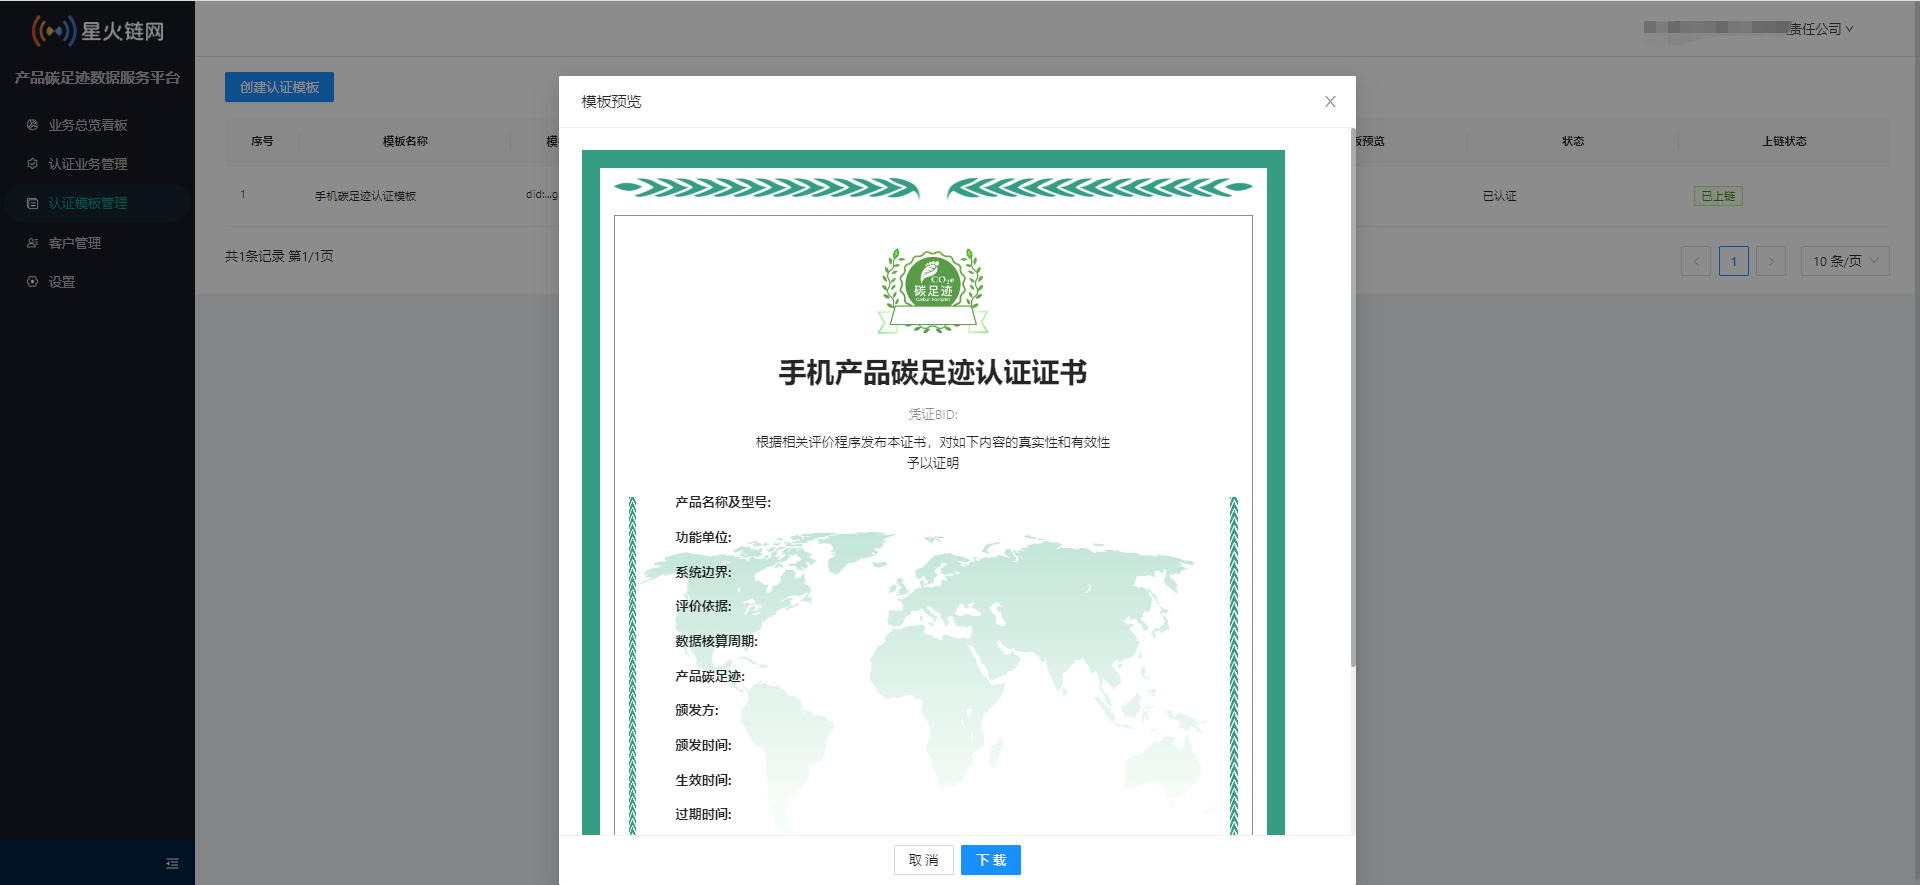 星火链网
产品碳足迹数据服务平台
业务总览看板
认证业务管理
认证模板管理
客户管理
设置
责任公司
创建认证模板
序号
模板名称
模
板预览
状态
上链状态
1
手机碳足迹认证模板
did:...g
已认证
已上链
共1条记录 第1/1页
1
10 条/页
模板预览
CO₂e
碳足迹
Carbon Footprint
手机产品碳足迹认证证书
凭证BID:
根据相关评价程序发布本证书，对如下内容的真实性和有效性
予以证明
产品名称及型号:
功能单位:
系统边界:
评价依据:
数据核算周期:
产品碳足迹:
颁发方:
颁发时间:
生效时间:
过期时间:
取 消
下 载